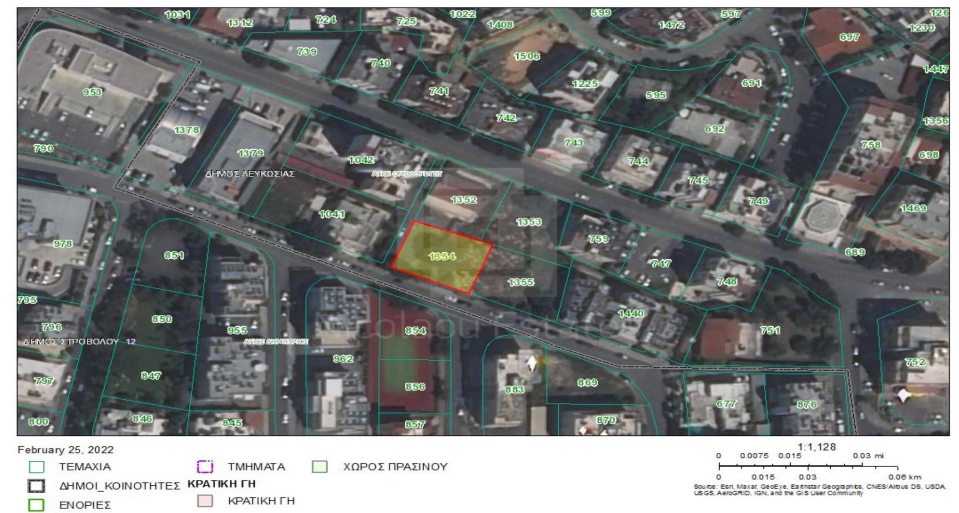 1031 1312 724 725 1022 1408 599 1472 597 126
739 740 1506 697 1230
953 741 1225 595 691 1447
1378 742 692 1356
790 1379 1042 743 744 758 698
ΔΗΜΟΣ ΛΕΥΚΩΣΙΑΣ 745
1352 749 1469
1041 1353
978 851 1354 759 747 689
1355 748
795 850 1440
796 955 854 751
ΔΗΜΟΣ ΣΤΡΟΒΟΛΟΥ 12
962 752
797 847 856 883 869
800 846 845 857 870 677 876
February 25, 2022
ΤΕΜΑΧΙΑ
ΔΗΜΟΙ_ΚΟΙΝΟΤΗΤΕΣ
ΕΝΟΡΙΕΣ
ΤΜΗΜΑΤΑ
ΚΡΑΤΙΚΗ ΓΗ
ΚΡΑΤΙΚΗ ΓΗ
ΧΩΡΟΣ ΠΡΑΣΙΝΟΥ
1:1,128
0 0.0075 0.015 0.03 mi
0 0.015 0.03 0.06 km
Source: Esri, Maxar, GeoEye, Earthstar Geographics, CNES/Airbus DS, USDA,
USGS, AeroGRID, IGN, and the GIS User Community